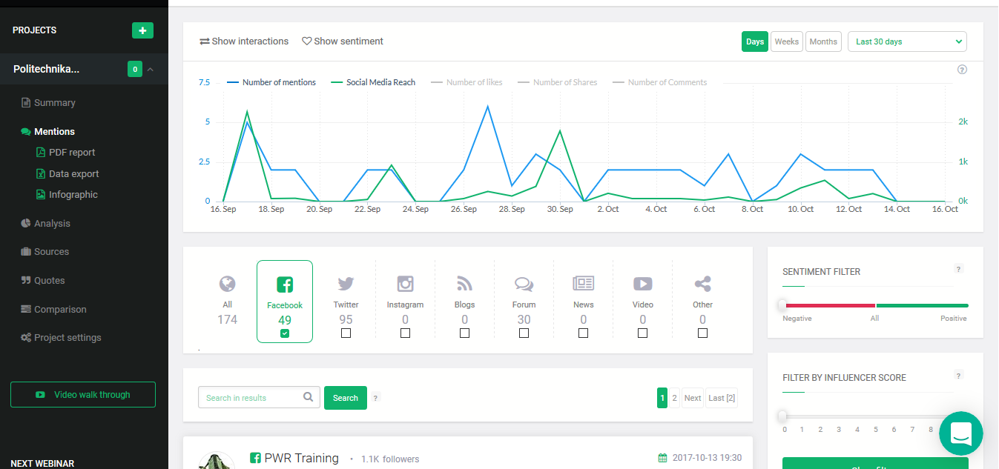 PROJECTS
Politechnika... 0
Summary
Mentions
PDF report
Data export
Infographic
Analysis
Sources
Quotes
Comparison
Project settings
Video walk through
NEXT WEBINAR
Show interactions Show sentiment
Days Weeks Months Last 30 days
?
7.5 Number of mentions Social Media Reach Number of likes Number of Shares Number of Comments
5 2k
2.5 1k
0 0k
16. Sep 18. Sep 20. Sep 22. Sep 24. Sep 26. Sep 28. Sep 30. Sep 2. Oct 4. Oct 6. Oct 8. Oct 10. Oct 12. Oct 14. Oct 16. Oct
All Facebook Twitter Instagram Blogs Forum News Video Other
174 49 95 0 0 30 0 0 0
Search in results Search ? 1 2 Next Last [2]
PWR Training • 1.1K followers 2017-10-13 19:30
SENTIMENT FILTER ?
Negative All Positive
FILTER BY INFLUENCER SCORE ?
0 1 2 3 4 5 6 7 8